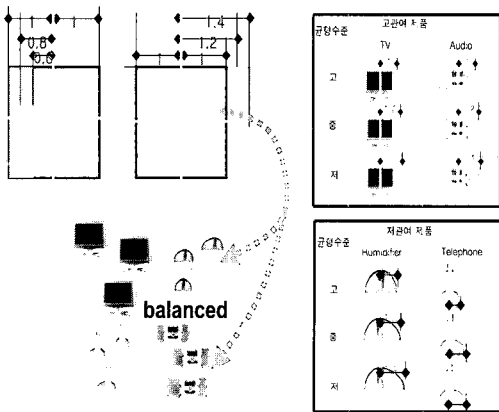 1 1
0.8
0.6
1.4
1.2
1 1
balanced
고관여 제품
균형수준
TV Audio
고
중
저
저관여 제품
균형수준
Humidifier Telephone
고
중
저